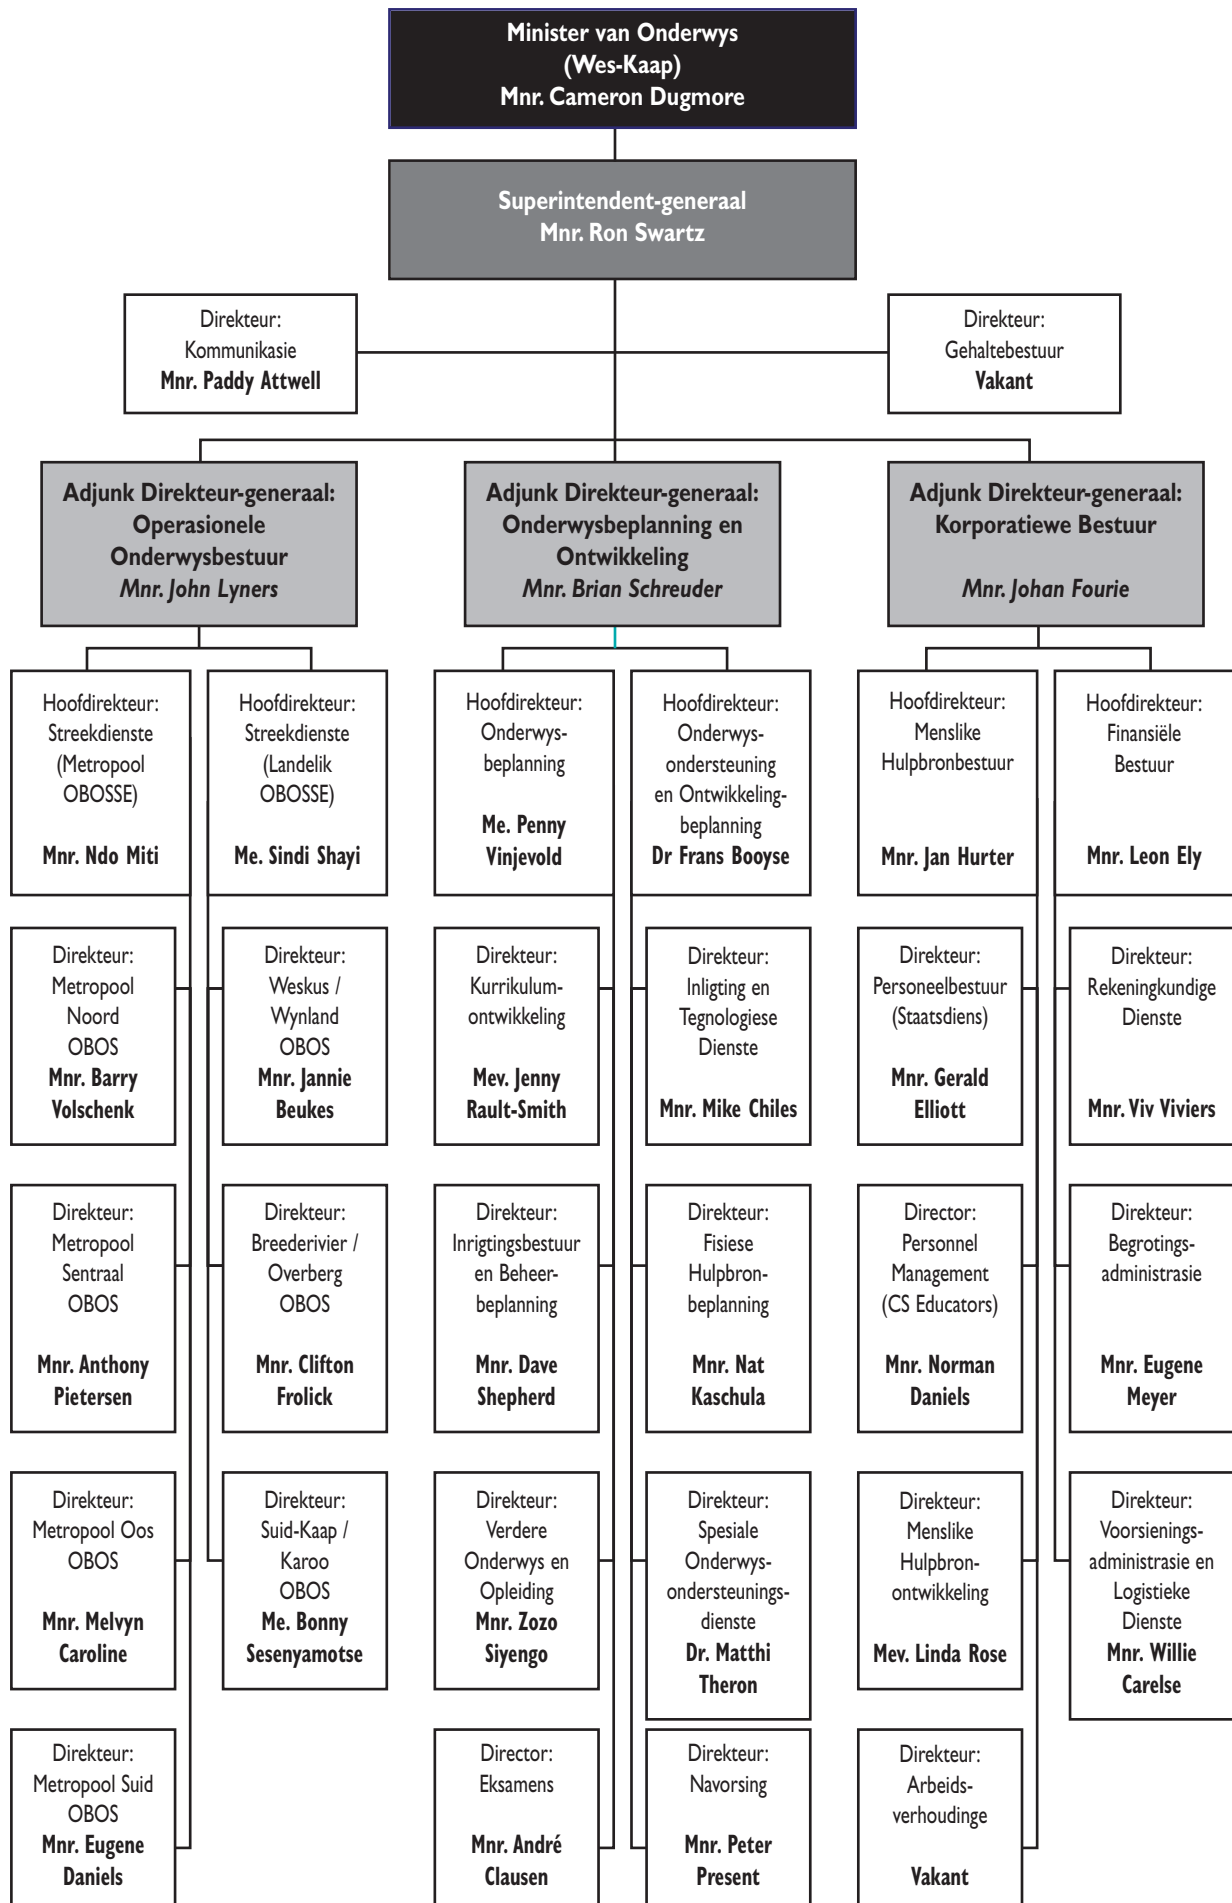 Minister van Onderwys
(Wes-Kaap)
Mnr. Cameron Dugmore
Superintendent-generaal
Mnr. Ron Swartz
Direkteur:
Kommunikasie
Mnr. Paddy Attwell
Direkteur:
Gehaltebestuur
Vakant
Adjunk Direkteur-generaal:
Operasionele
Onderwysbestuur
Mnr. John Lyners
Adjunk Direkteur-generaal:
Onderwysbeplanning en
Ontwikkeling
Mnr. Brian Schreuder
Adjunk Direkteur-generaal:
Korporatiewe Bestuur
Mnr. Johan Fourie
Hoofdirekteur:
Streekdienste
(Metropool
OBOSSE)
Mnr. Ndo Miti
Hoofdirekteur:
Streekdienste
(Landelik
OBOSSE)
Me. Sindi Shayi
Hoofdirekteur:
Onderwys-
beplanning
Me. Penny
Vinjevold
Hoofdirekteur:
Onderwys-
ondersteuning
en Ontwikkeling-
beplanning
Dr Frans Booyse
Hoofdirekteur:
Menslike
Hulpbronbestuur
Mnr. Jan Hurter
Hoofdirekteur:
Finansiële
Bestuur
Mnr. Leon Ely
Direkteur:
Metropool
Noord
OBOS
Mnr. Barry
Volschenk
Direkteur:
Weskus /
Wynland
OBOS
Mnr. Jannie
Beukes
Direkteur:
Kurrikulum-
ontwikkeling
Mev. Jenny
Rault-Smith
Direkteur:
Inligting en
Tegnologiese
Dienste
Mnr. Mike Chiles
Direkteur:
Personeelbestuur
(Staatsdiens)
Mnr. Gerald
Elliott
Direkteur:
Rekeningkundige
Dienste
Mnr. Viv Viviers
Direkteur:
Metropool
Sentraal
OBOS
Mnr. Anthony
Pietersen
Direkteur:
Breederivier /
Overberg
OBOS
Mnr. Clifton
Frolick
Direkteur:
Inrigtingsbestuur
en Beheer-
beplanning
Mnr. Dave
Shepherd
Direkteur:
Fisiese
Hulpbron-
beplanning
Mnr. Nat
Kaschula
Director:
Personnel
Management
(CS Educators)
Mnr. Norman
Daniels
Direkteur:
Begrotings-
administrasie
Mnr. Eugene
Meyer
Direkteur:
Metropool Oos
OBOS
Mnr. Melvyn
Caroline
Direkteur:
Suid-Kaap /
Karoo
OBOS
Me. Bonny
Sesenyamotse
Direkteur:
Verdere
Onderwys en
Opleiding
Mnr. Zozo
Siyengo
Direkteur:
Spesiale
Onderwys-
ondersteunings-
dienste
Dr. Matthi
Theron
Direkteur:
Menslike
Hulpbron-
ontwikkeling
Mev. Linda Rose
Direkteur:
Voorsienings-
administrasie en
Logistieke
Dienste
Mnr. Willie
Carelse
Direkteur:
Metropool Suid
OBOS
Mnr. Eugene
Daniels
Director:
Eksamens
Mnr. André
Clausen
Direkteur:
Navorsing
Mnr. Peter
Present
Direkteur:
Arbeids-
verhoudinge
Vakant